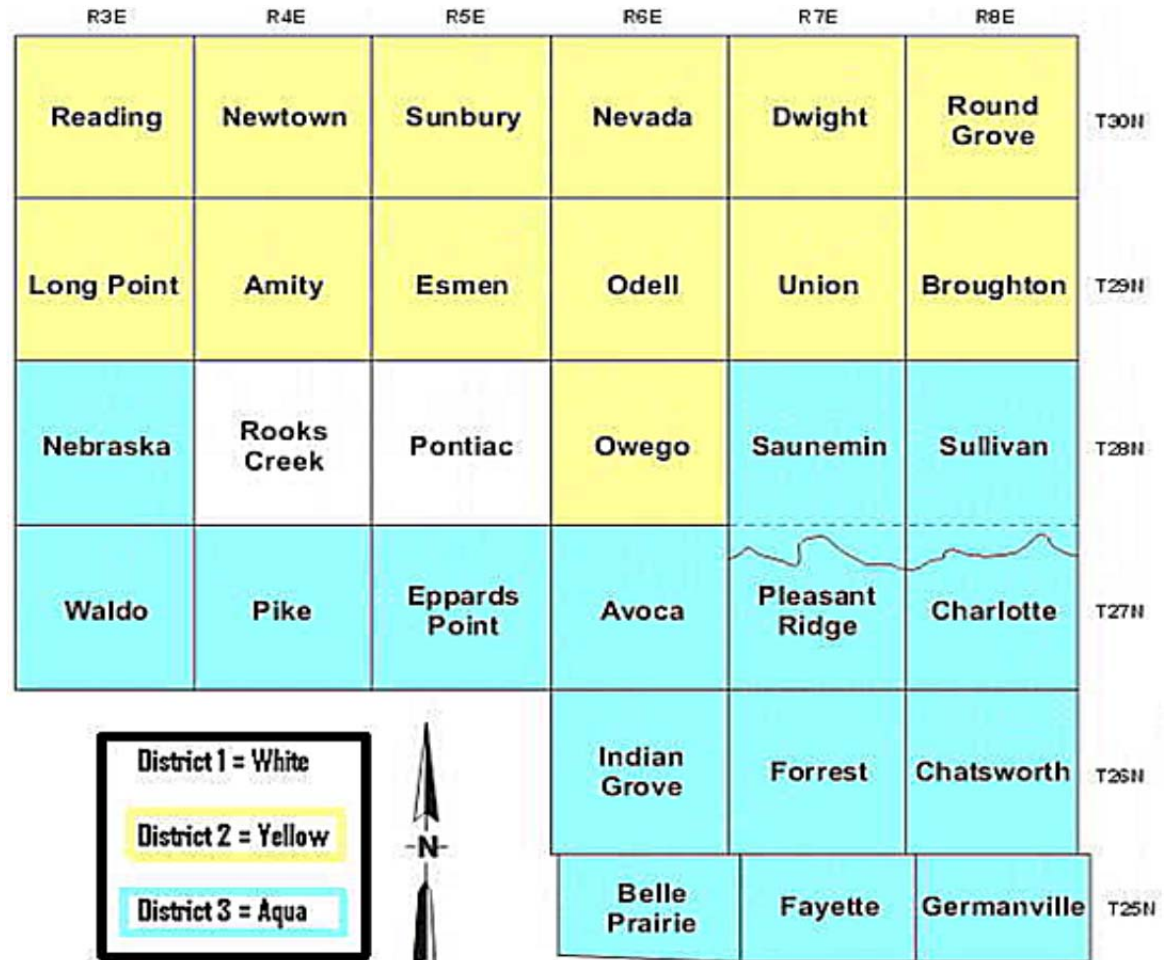 R3E R4E R5E R6E R7E R8E
Reading Newtown Sunbury Nevada Dwight Round Grove T30N
Long Point Amity Esmen Odell Union Broughton T29N
Nebraska Rooks Creek Pontiac Owego Saunemin Sullivan T28N
Waldo Pike Eppards Point Avoca Pleasant Ridge Charlotte T27N
Indian Grove Forrest Chatsworth T26N
Belle Prairie Fayette Germanville T25N
District 1 = White
District 2 = Yellow
District 3 = Aqua
N